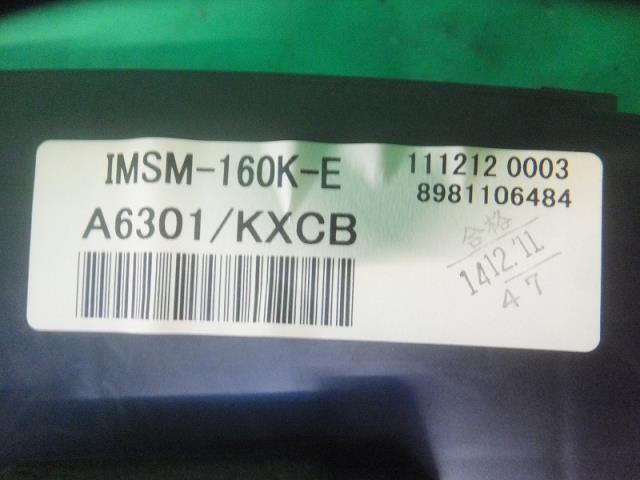 IMSM-160K-E
111212 0003
8981106484
A6301/KXCB
合格
1412.'11
47